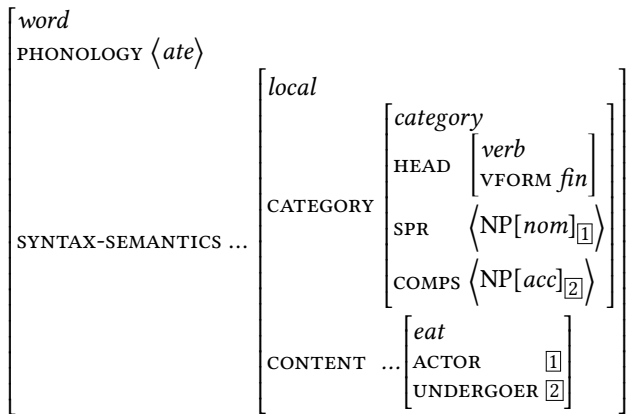 word
PHONOLOGY ⟨ate⟩
SYNTAX-SEMANTICS …
local
CATEGORY
category
HEAD
verb
VFORM fin
SPR ⟨NP[nom]1⟩
COMPS ⟨NP[acc]2⟩
CONTENT …
eat
ACTOR 1
UNDERGOER 2